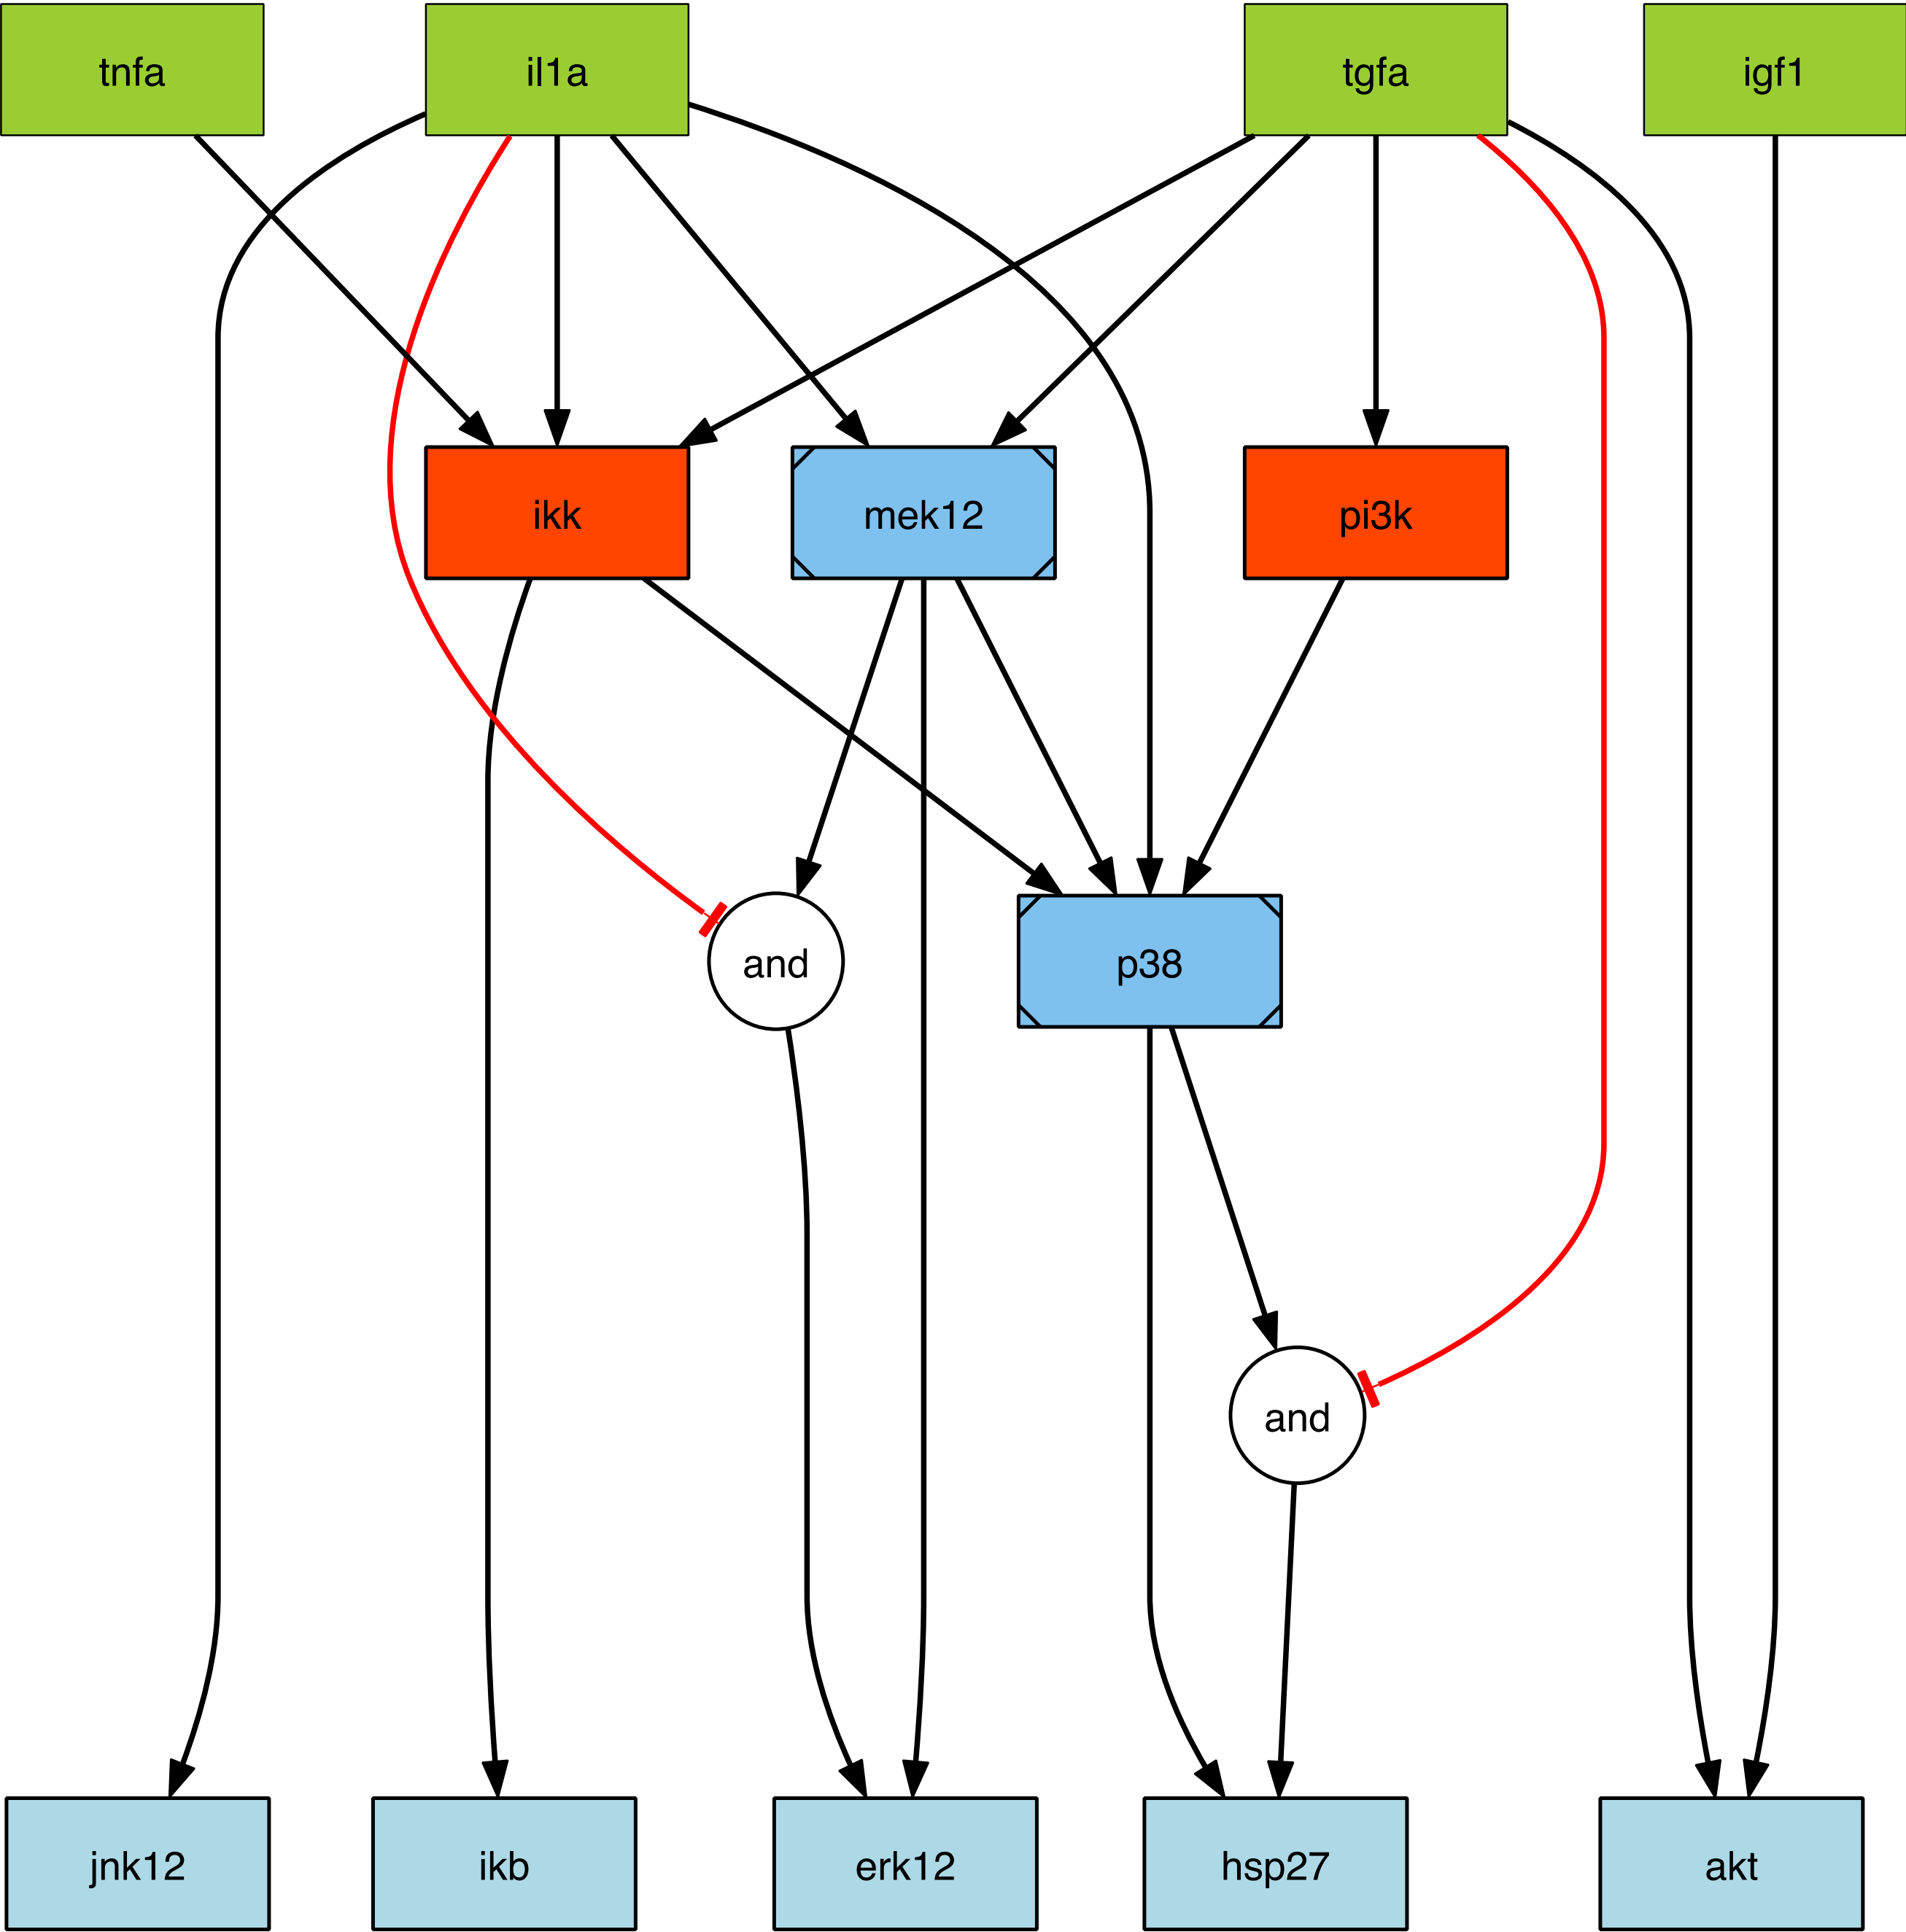 tnfa
il1a
tgfa
igf1
ikk
mek12
pi3k
and
p38
and
jnk12
ikb
erk12
hsp27
akt